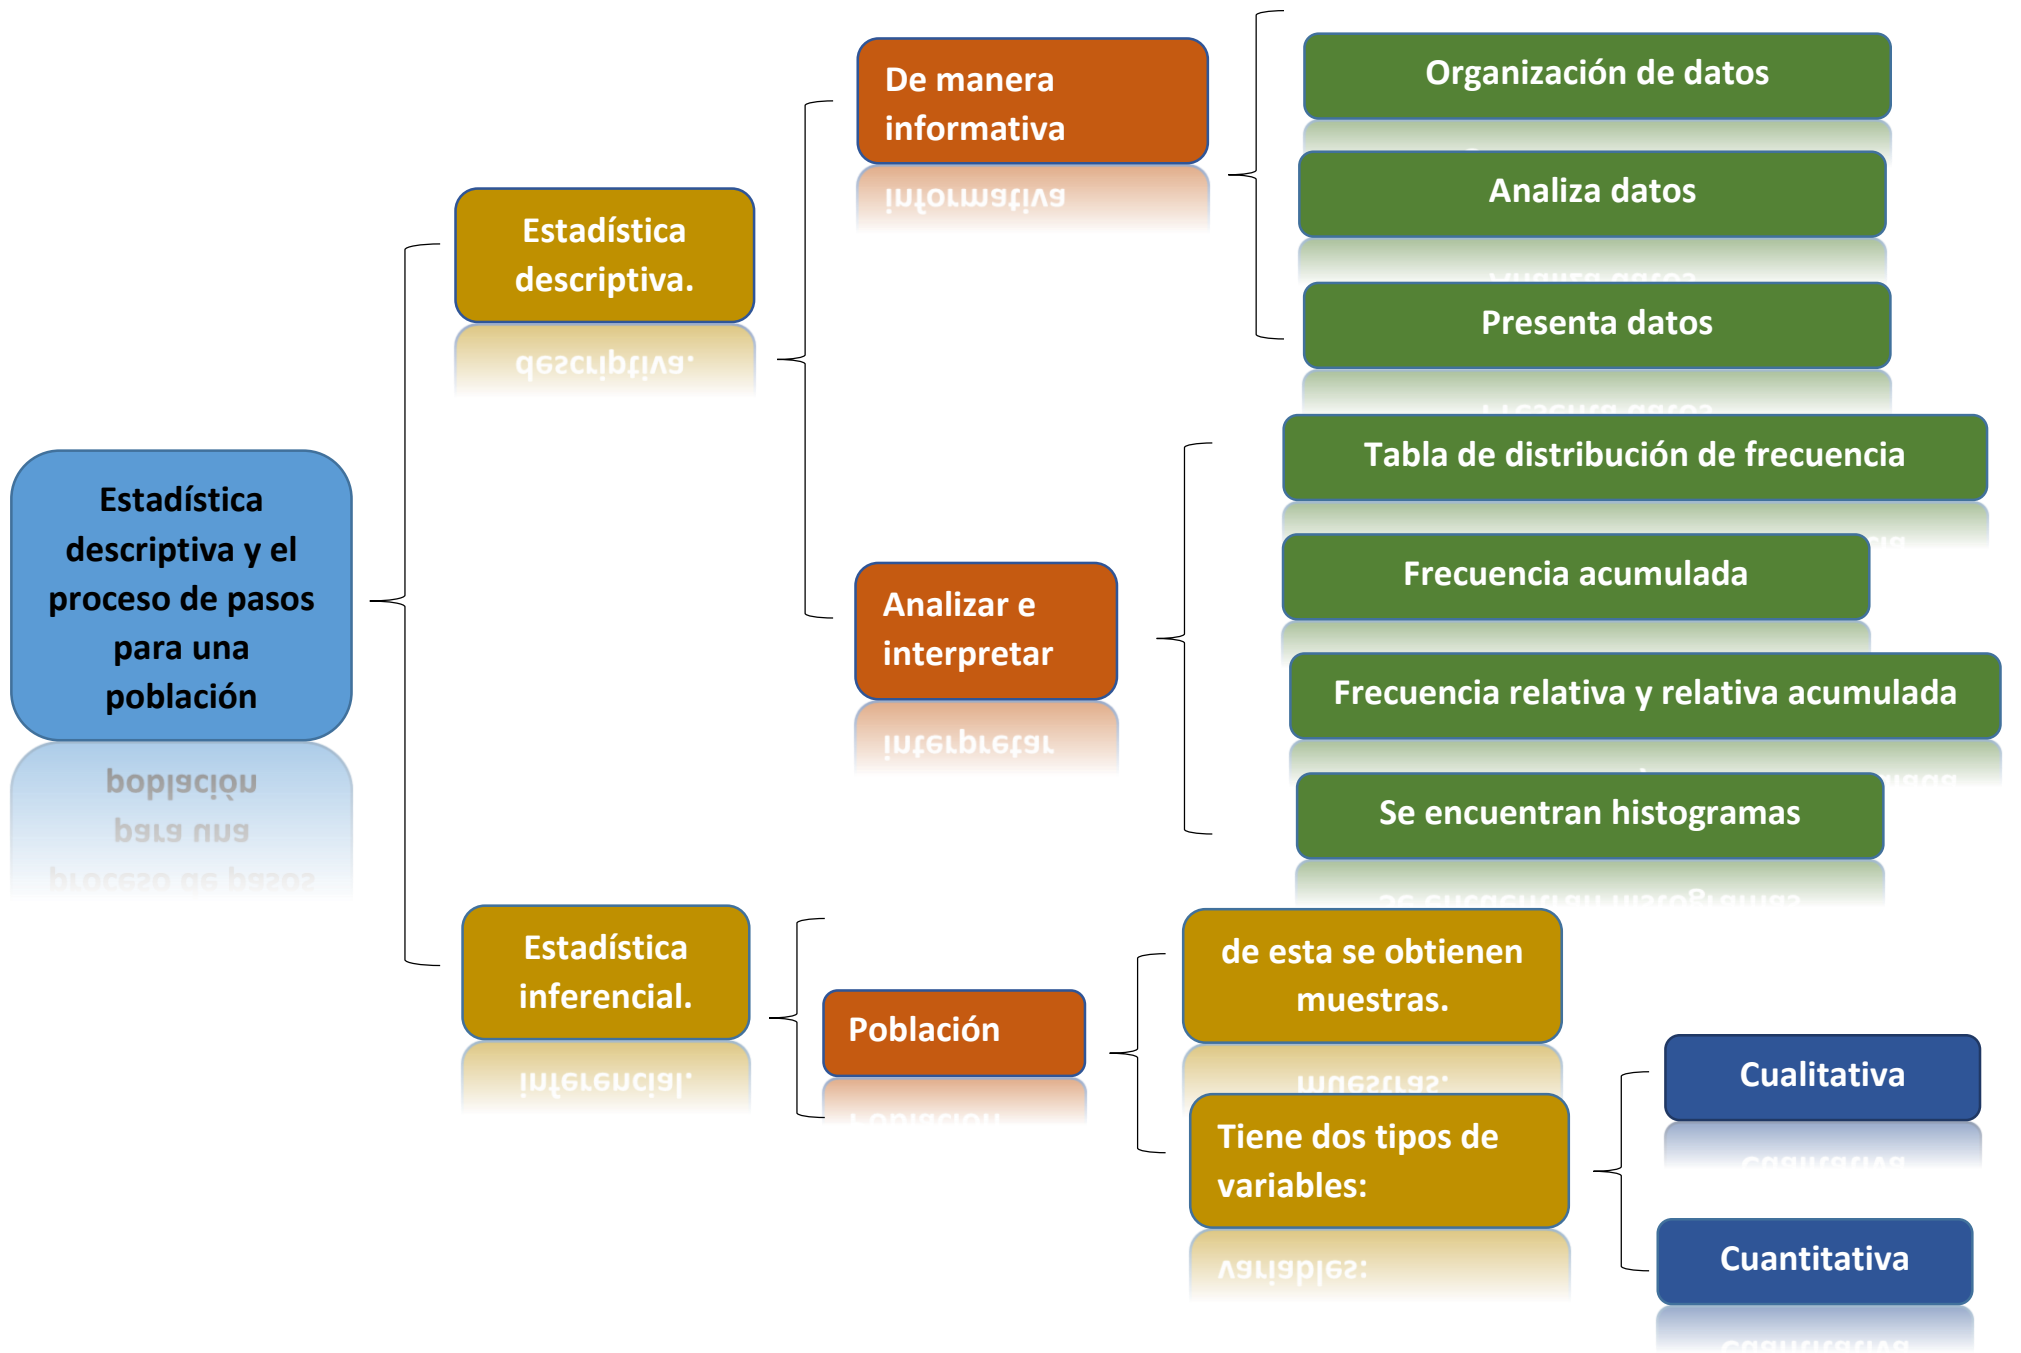 Estadística
descriptiva y el
proceso de pasos
para una
población
Estadística
descriptiva.
De manera
informativa
Organización de datos
Analiza datos
Presenta datos
Analizar e
interpretar
Tabla de distribución de frecuencia
Frecuencia acumulada
Frecuencia relativa y relativa acumulada
Se encuentran histogramas
Estadística
inferencial.
Población
de esta se obtienen
muestras.
Tiene dos tipos de
variables:
Cualitativa
Cuantitativa